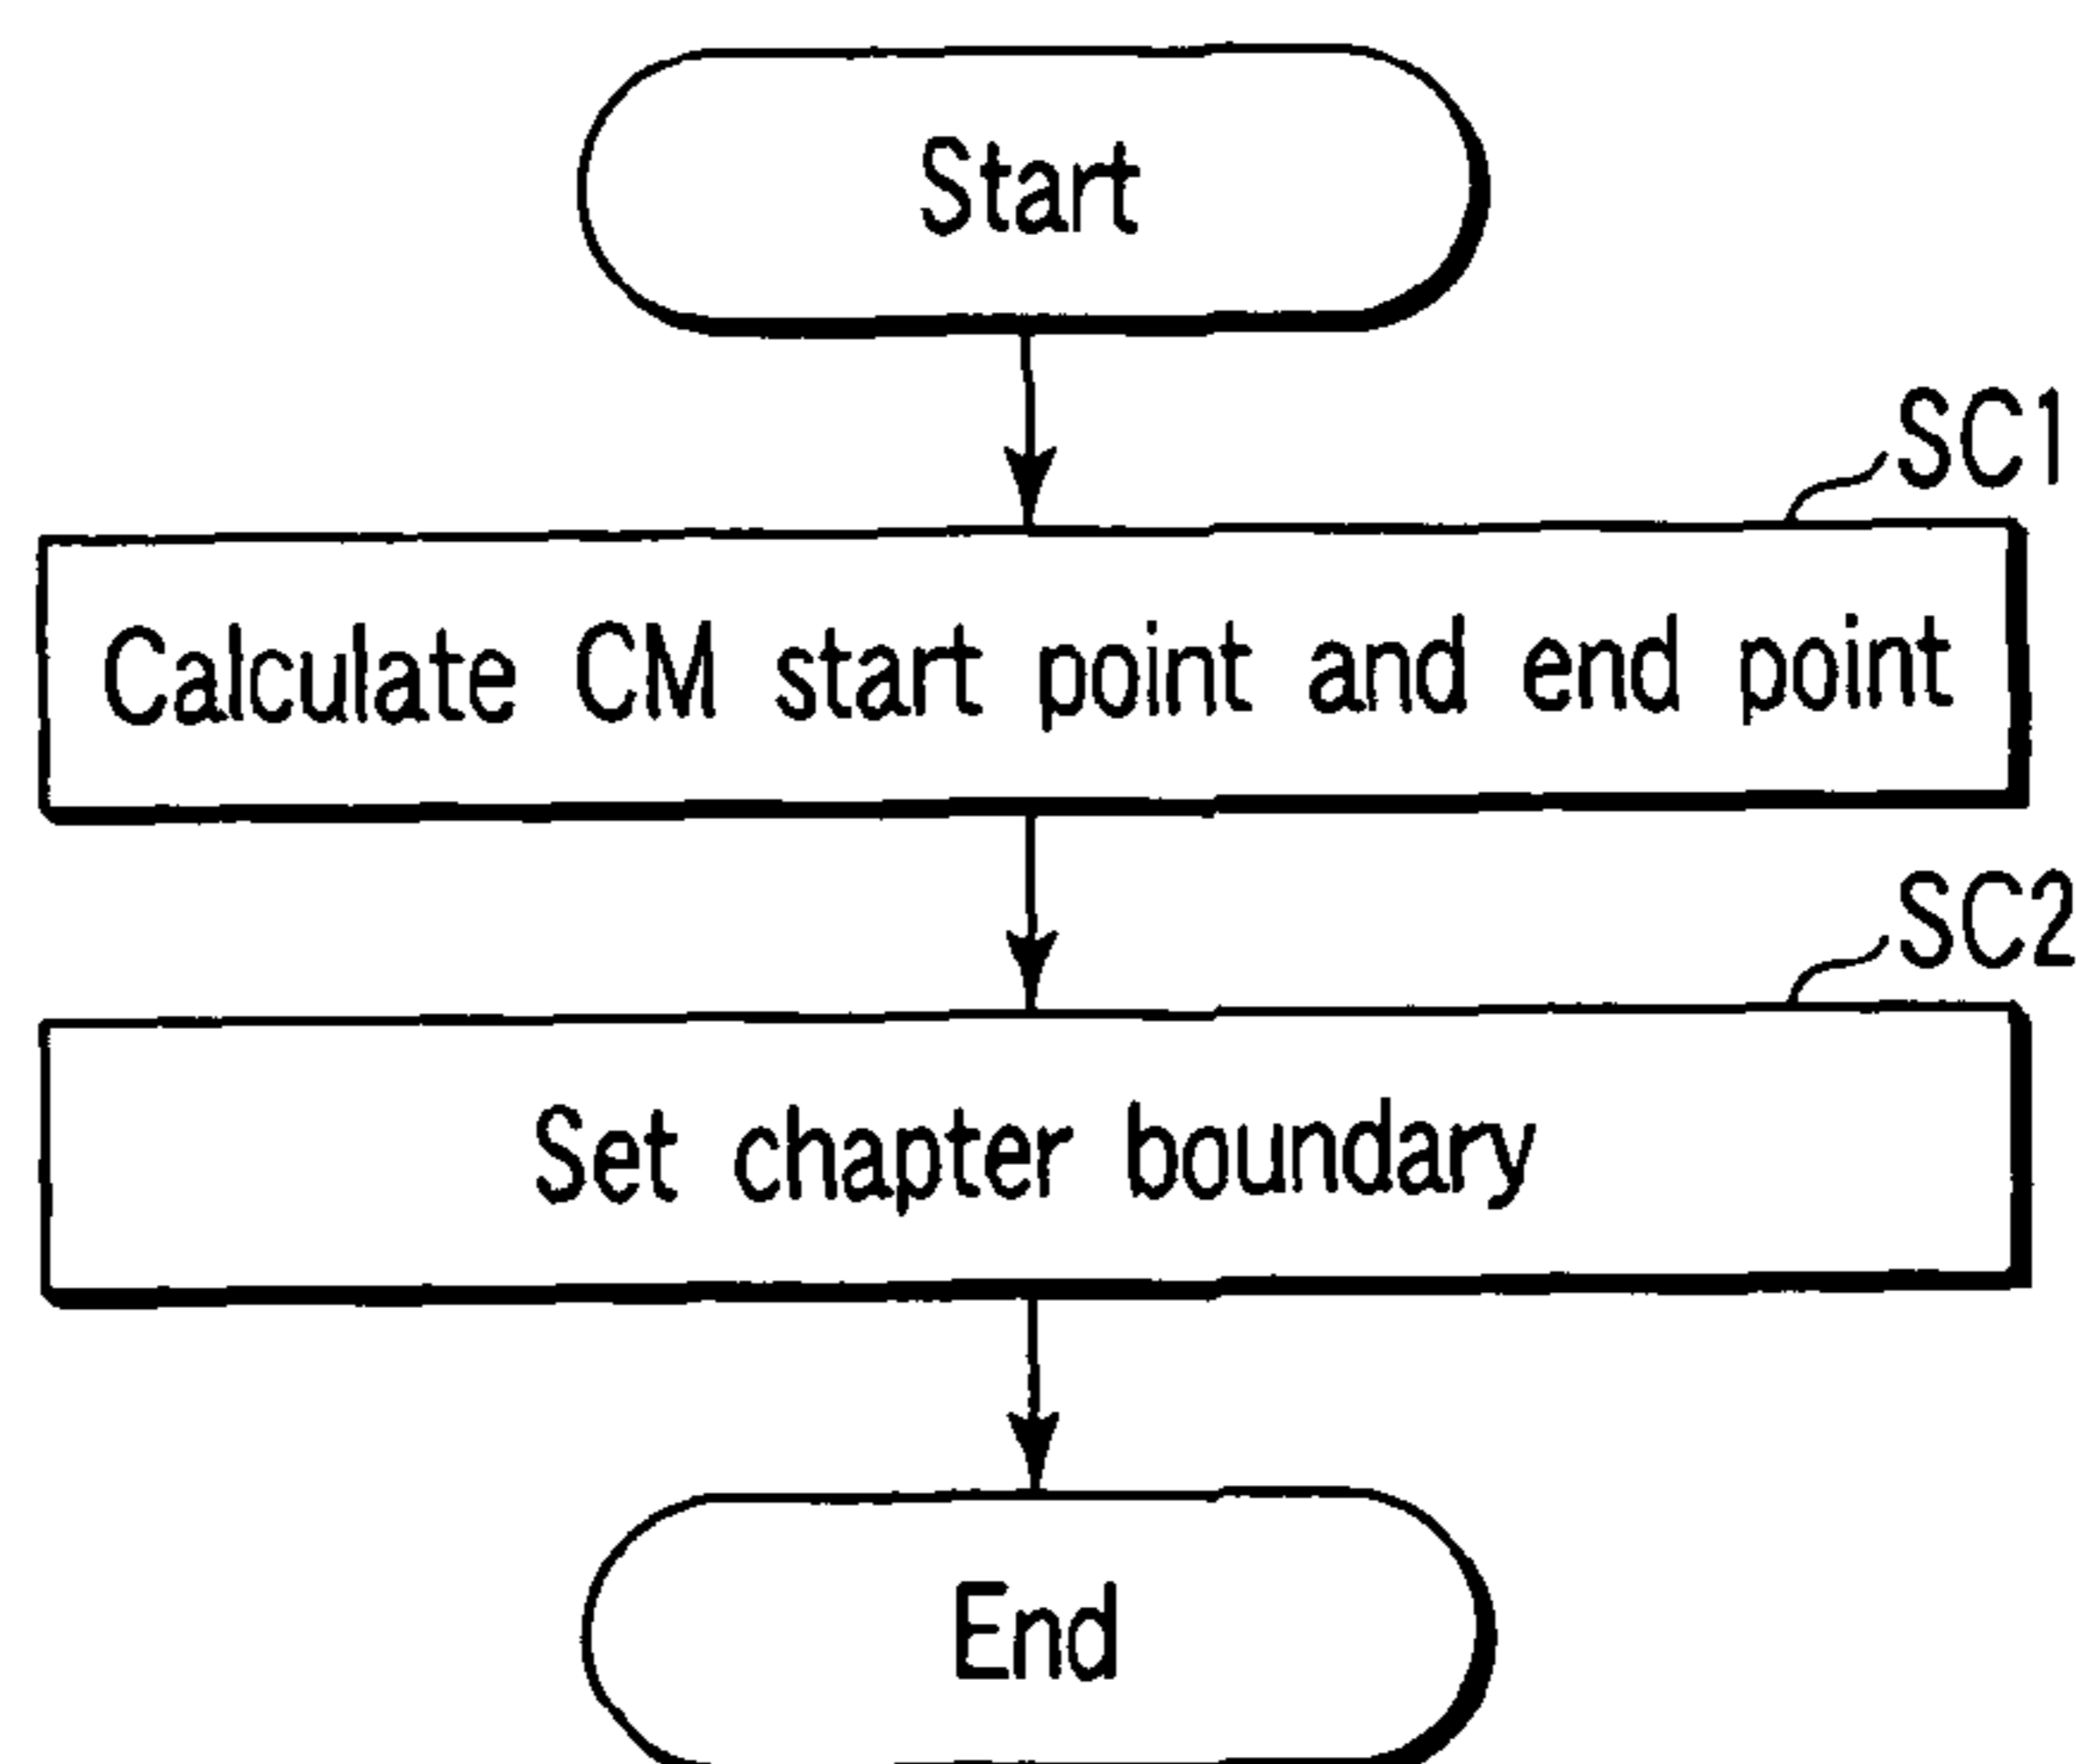 Start
SC1
Calculate CM start point and end point
SC2
Set chapter boundary
End